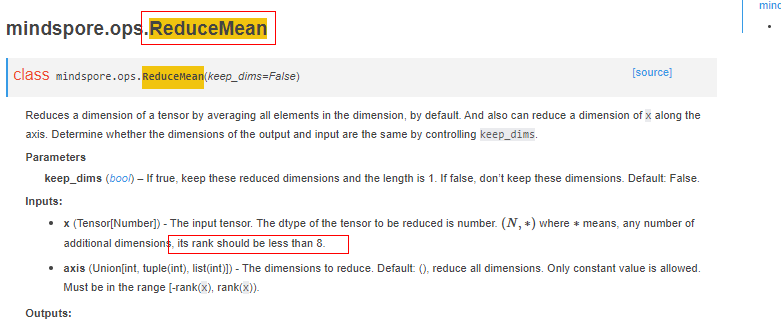 mind
mindspore.ops.ReduceMean
class mindspore.ops.ReduceMean(keep_dims=False) [source]
Reduces a dimension of a tensor by averaging all elements in the dimension, by default. And also can reduce a dimension of x along the
axis. Determine whether the dimensions of the output and input are the same by controlling keep_dims.
Parameters
keep_dims (bool) – If true, keep these reduced dimensions and the length is 1. If false, don't keep these dimensions. Default: False.
Inputs:
• x (Tensor[Number]) - The input tensor. The dtype of the tensor to be reduced is number. (N, *) where * means, any number of
additional dimensions, its rank should be less than 8.
• axis (Union[int, tuple(int), list(int)]) - The dimensions to reduce. Default: (), reduce all dimensions. Only constant value is allowed.
Must be in the range [-rank(x), rank(x)).
Outputs: